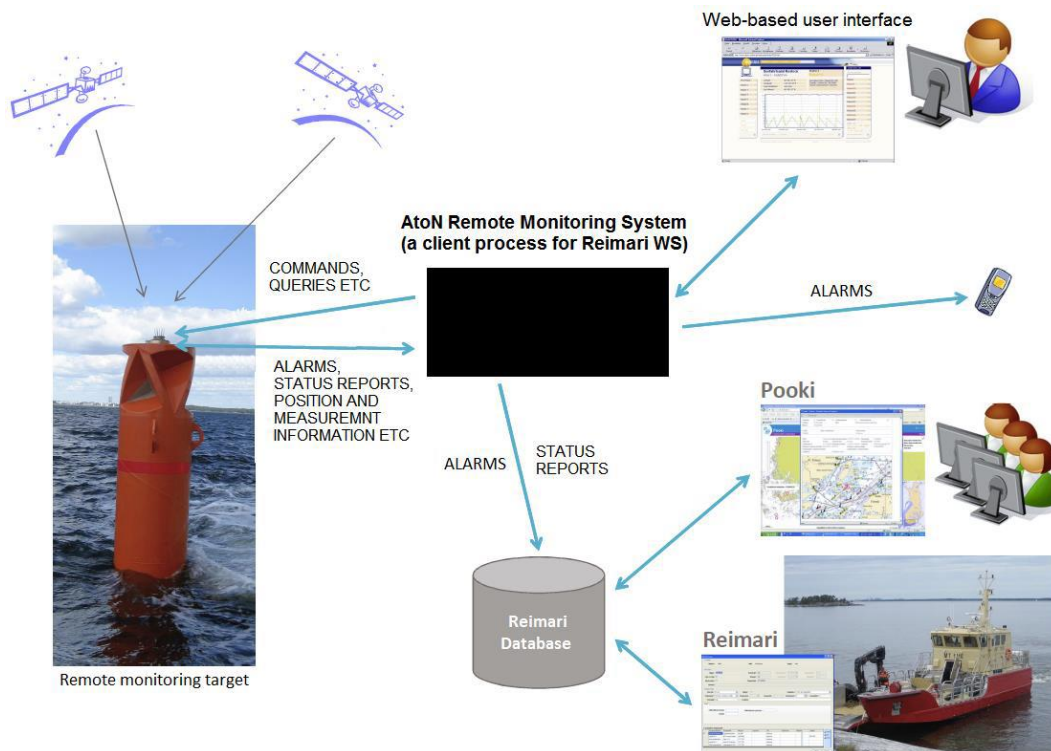 Web-based user interface
AtoN Remote Monitoring System
(a client process for Reimari WS)
COMMANDS,
QUERIES ETC
ALARMS
ALARMS,
STATUS REPORTS,
POSITION AND
MEASUREMNT
INFORMATION ETC
Pooki
ALARMS
STATUS
REPORTS
Reimari
Database
Reimari
Remote monitoring target